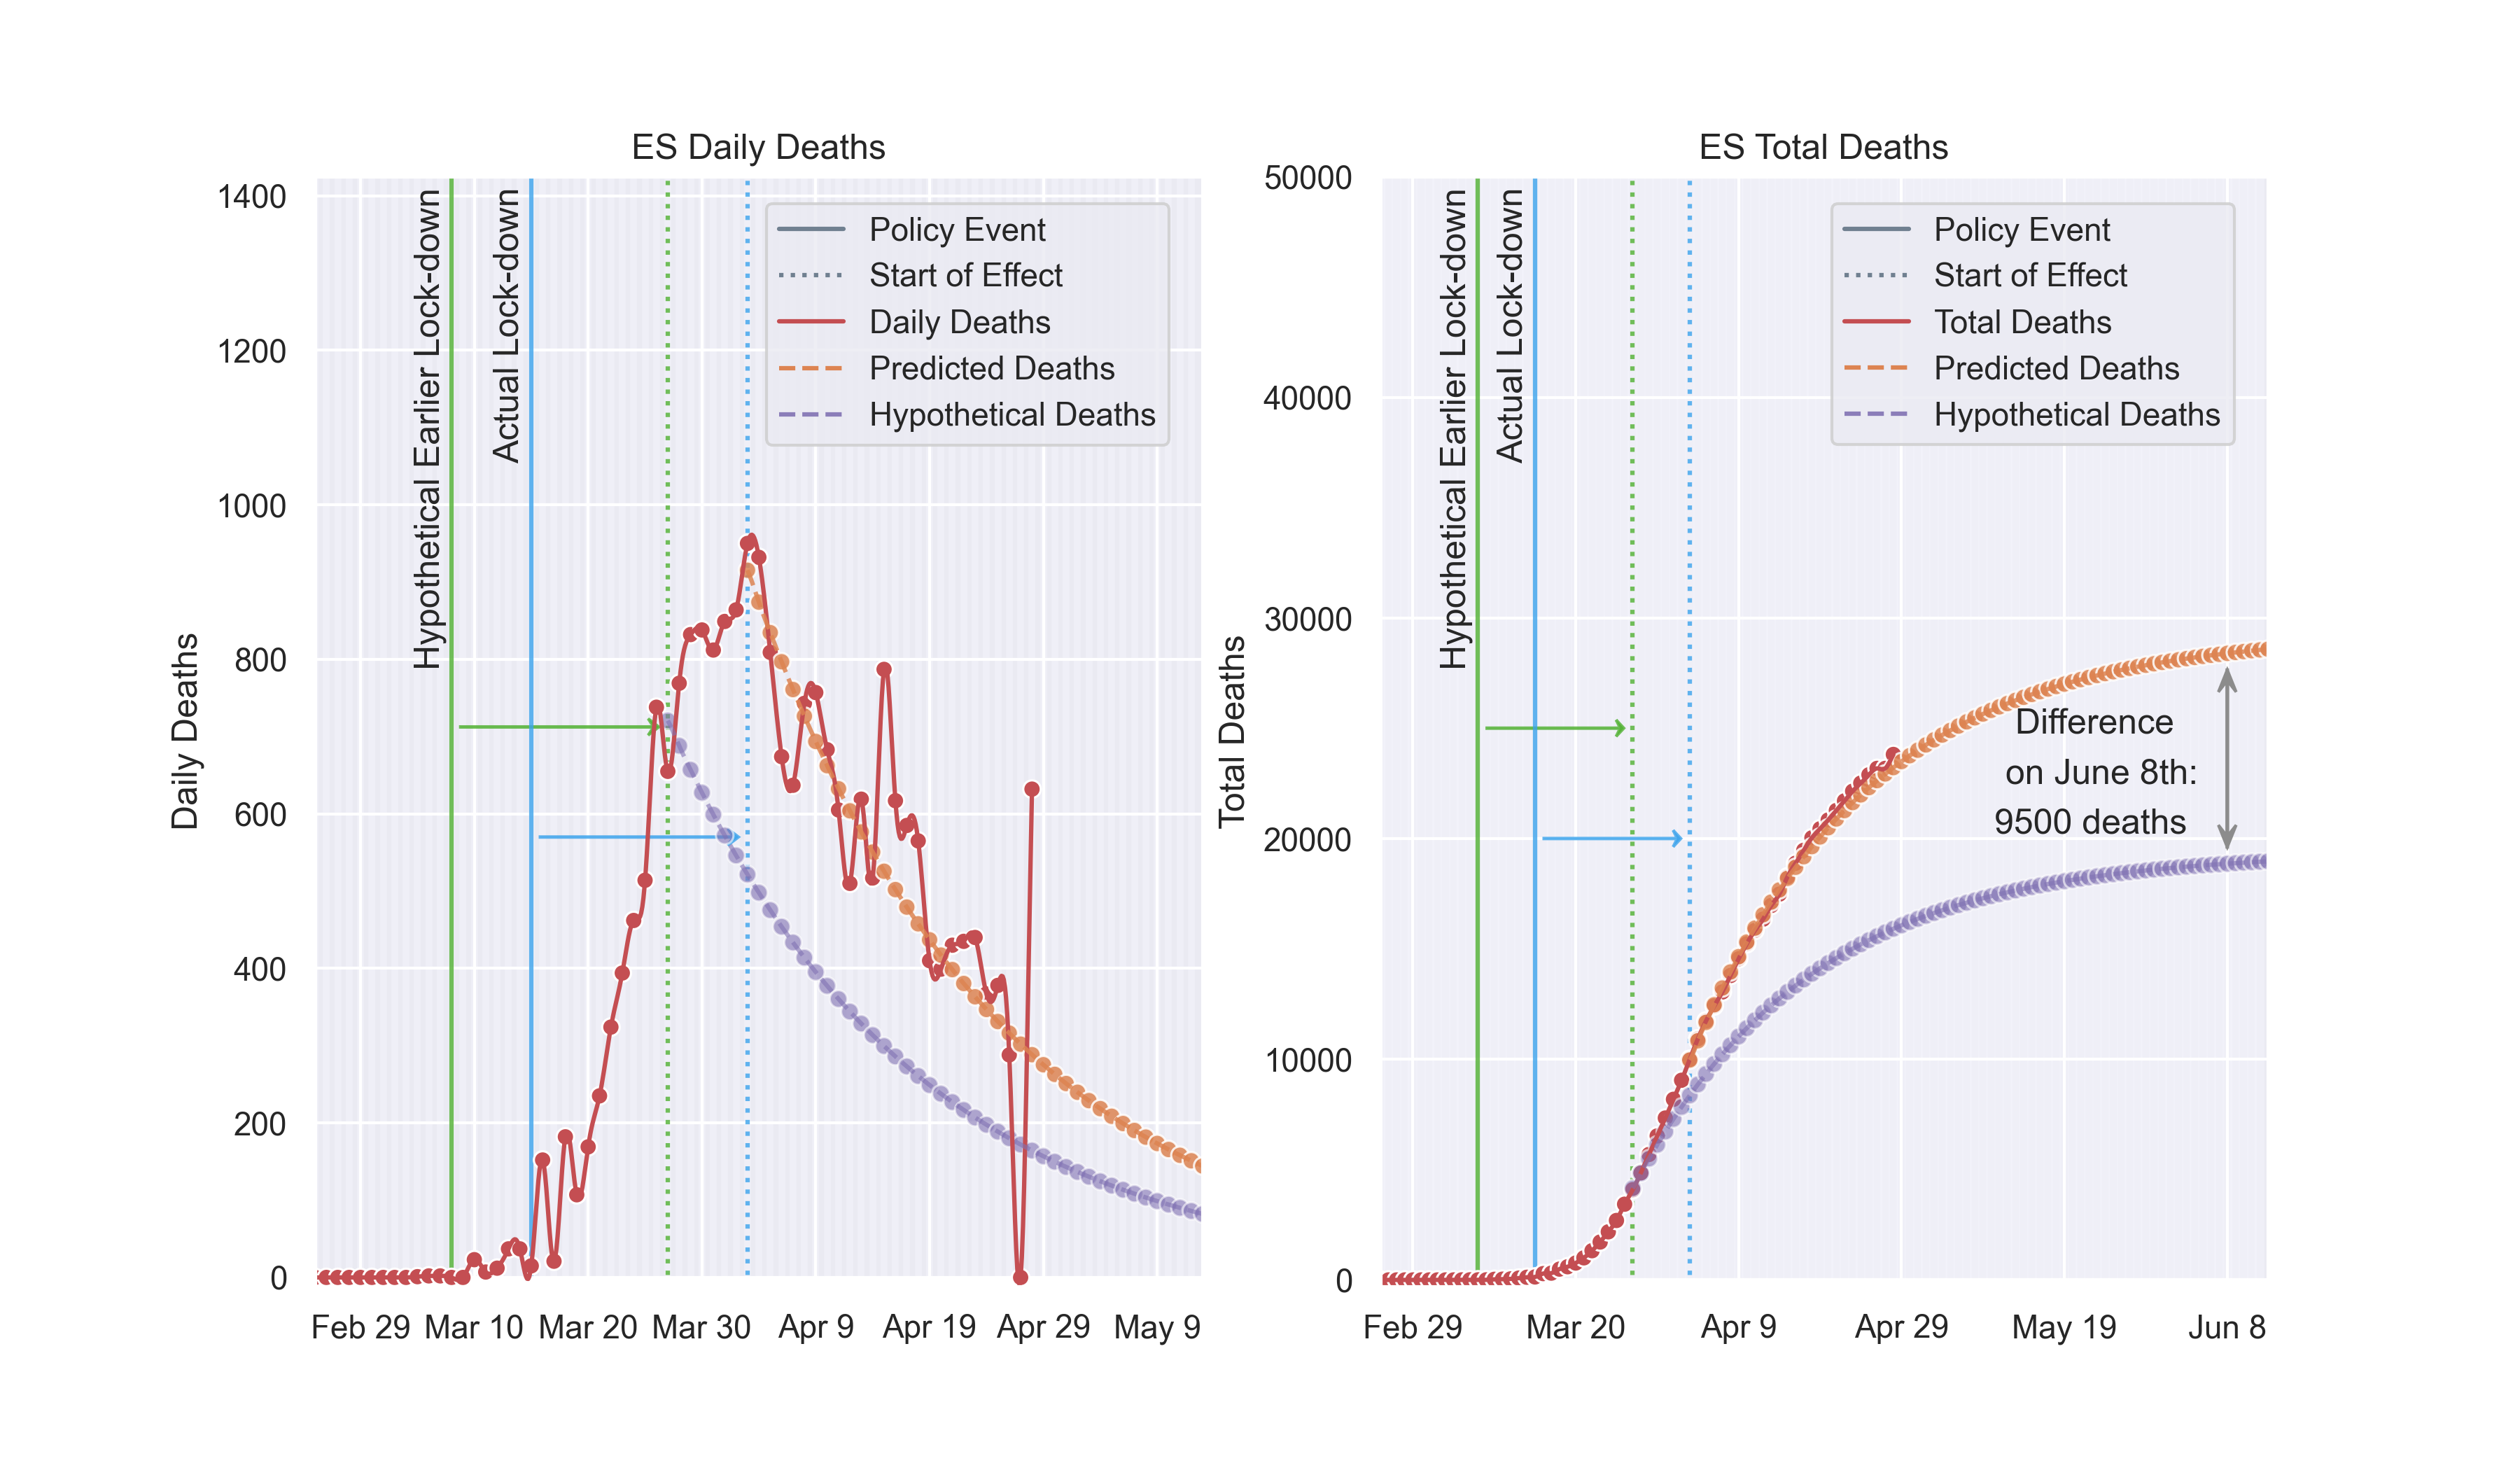 ES Daily Deaths
1400
1200
1000
800
600
400
200
0
Daily Deaths
Hypothetical Earlier Lock-down
Actual Lock-down
Policy Event
Start of Effect
Daily Deaths
Predicted Deaths
Hypothetical Deaths
Feb 29
Mar 10
Mar 20
Mar 30
Apr 9
Apr 19
Apr 29
May 9
ES Total Deaths
50000
40000
30000
20000
10000
0
Total Deaths
Hypothetical Earlier Lock-down
Actual Lock-down
Policy Event
Start of Effect
Total Deaths
Predicted Deaths
Hypothetical Deaths
Difference
on June 8th:
9500 deaths
Feb 29
Mar 20
Apr 9
Apr 29
May 19
Jun 8